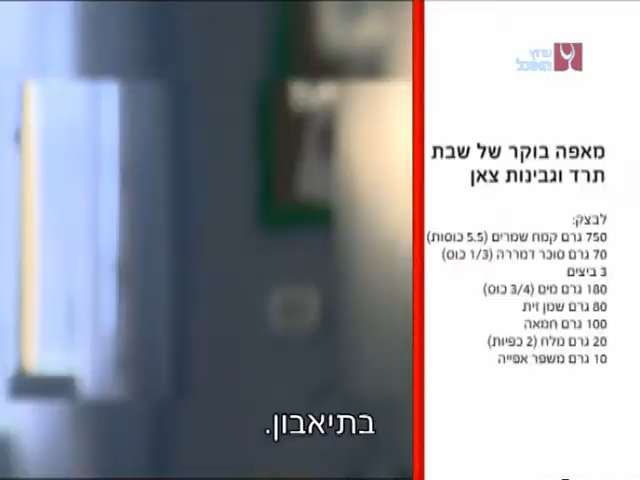 מאפה בוקר של שבת
תרד וגבינות צאן
לבצק:
750 גרם קמח שמרים (5.5 כוסות)
70 גרם סוכר דמררה (1/3 כוס)
3 ביצים
180 גרם מים (3/4 כוס)
80 גרם שמן זית
100 גרם חמאה
20 גרם מלח (2 כפיות)
10 גרם משפר אפייה
בתיאבון.